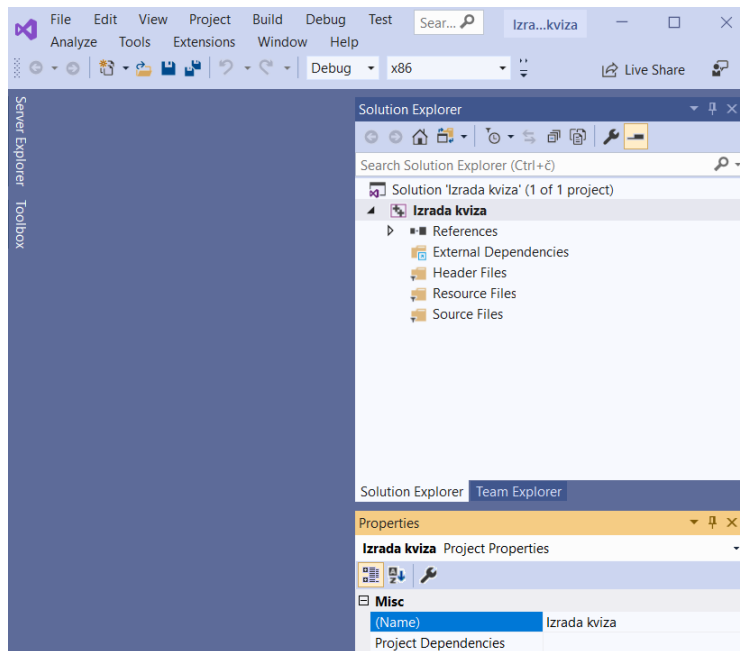 File Edit View Project Build Debug Test Sear... Izra...kviza
Analyze Tools Extensions Window Help
Debug x86 Live Share
Server Explorer
Toolbox
Solution Explorer
Search Solution Explorer (Ctrl+č)
Solution 'Izrada kviza' (1 of 1 project)
Izrada kviza
References
External Dependencies
Header Files
Resource Files
Source Files
Solution Explorer Team Explorer
Properties
Izrada kviza Project Properties
Misc
(Name) Izrada kviza
Project Dependencies